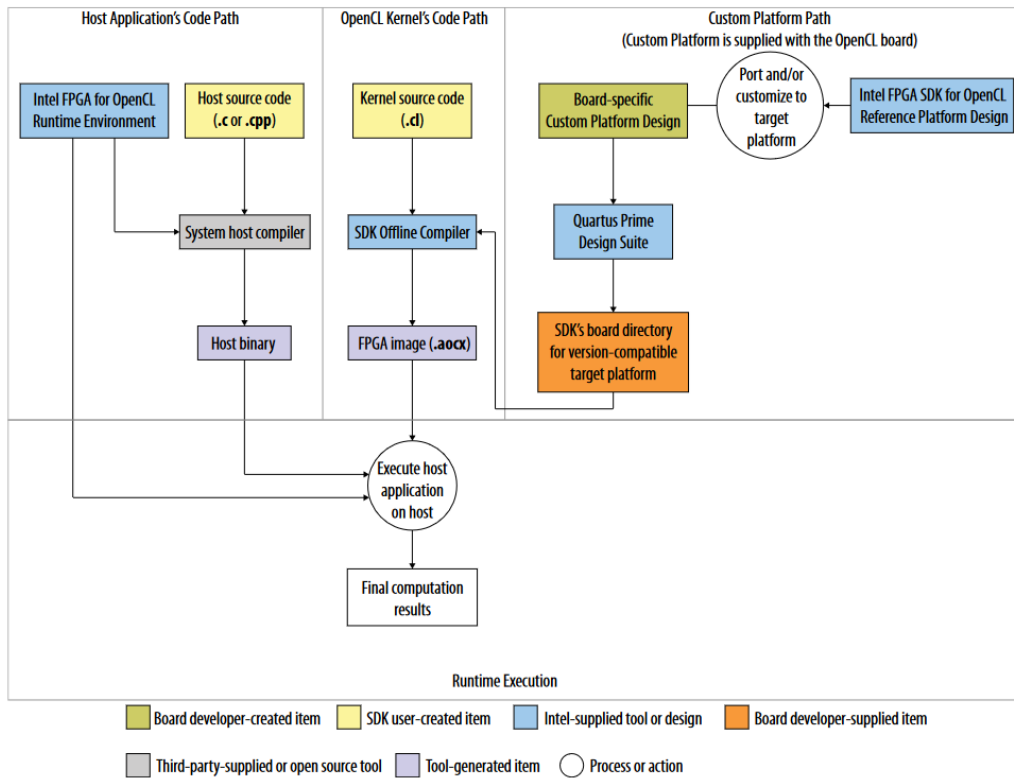 Host Application's Code Path
OpenCL Kernel's Code Path
Custom Platform Path
(Custom Platform is supplied with the OpenCL board)
Intel FPGA for OpenCL
Runtime Environment
Host source code
(.c or .cpp)
Kernel source code
(.cl)
Board-specific
Custom Platform Design
Port and/or
customize to
target
platform
Intel FPGA SDK for OpenCL
Reference Platform Design
System host compiler
SDK Offline Compiler
Quartus Prime
Design Suite
Host binary
FPGA image (.aocx)
SDK's board directory
for version-compatible
target platform
Execute host
application
on host
Final computation
results
Runtime Execution
Board developer-created item
SDK user-created item
Intel-supplied tool or design
Board developer-supplied item
Third-party-supplied or open source tool
Tool-generated item
Process or action